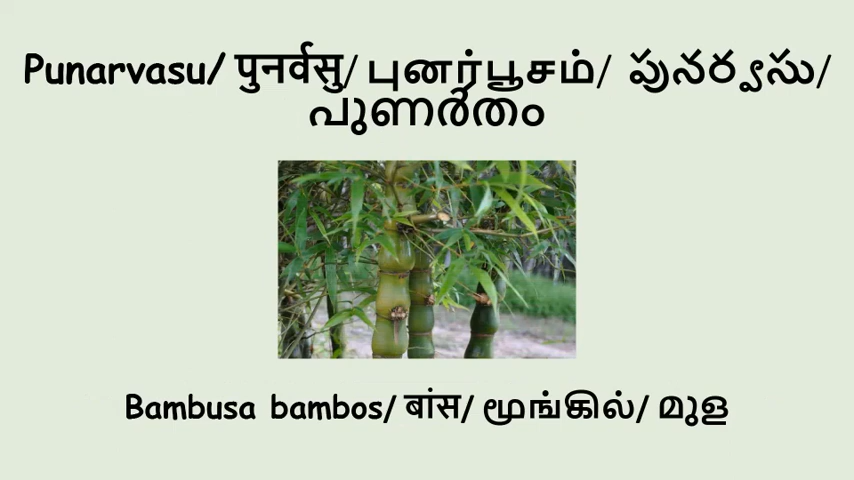 Punarvasu/ पुनर्वसु/ புனர்பூசம்/ పునర్వసు/
പുണർതം
Bambusa bambos/ बांस/ மூங்கில்/ മുള